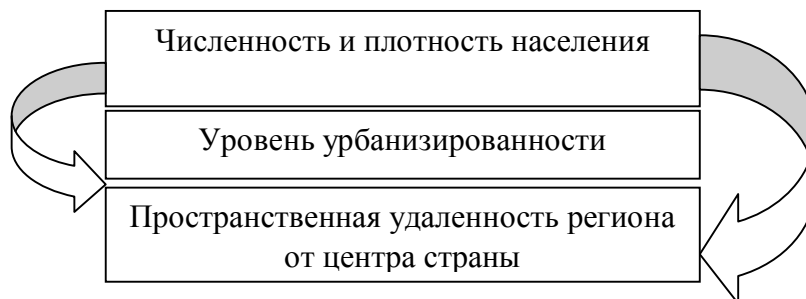 Численность и плотность населения
Уровень урбанизированности
Пространственная удаленность региона
от центра страны